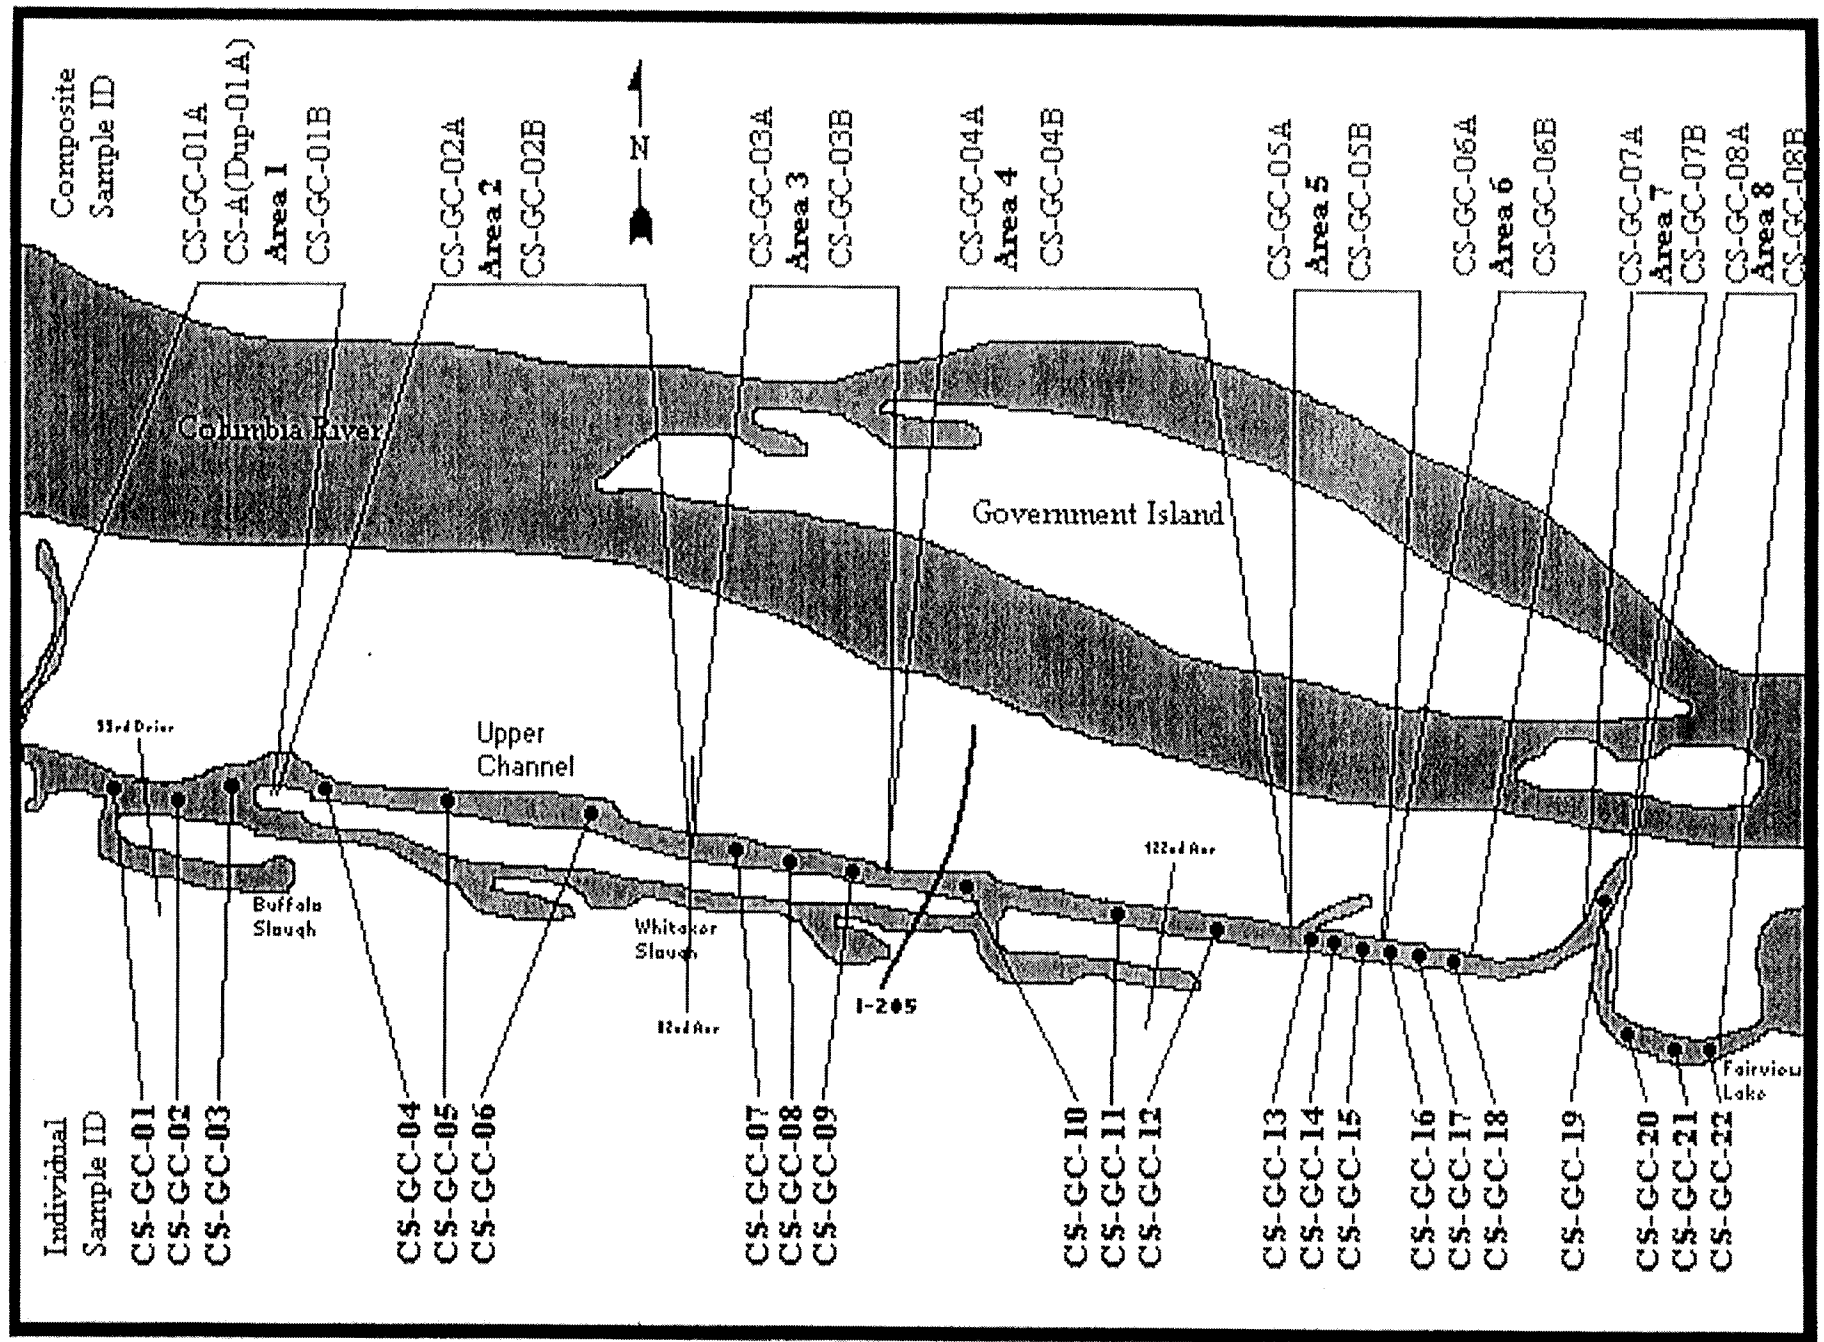 Composite
Sample ID
CS-GC-01A
CS-A(Dup-01A)
Area 1
CS-GC-01B
CS-GC-02A
Area 2
CS-GC-02B
N
CS-GC-03A
Area 3
CS-GC-03B
CS-GC-04A
Area 4
CS-GC-04B
CS-GC-05A
Area 5
CS-GC-05B
CS-GC-06A
Area 6
CS-GC-06B
CS-GC-07A
Area 7
CS-GC-07B
CS-GC-08A
Area 8
CS-GC-08B
Columbia River
Government Island
Upper
Channel
Drive
122nd Ave
Buffalo
Slough
Whitaker
Slough
I-205
82nd Ave
Fairview
Lake
Individual
Sample ID
CS-GC-01
CS-GC-02
CS-GC-03
CS-GC-04
CS-GC-05
CS-GC-06
CS-GC-07
CS-GC-08
CS-GC-09
CS-GC-10
CS-GC-11
CS-GC-12
CS-GC-13
CS-GC-14
CS-GC-15
CS-GC-16
CS-GC-17
CS-GC-18
CS-GC-19
CS-GC-20
CS-GC-21
CS-GC-22